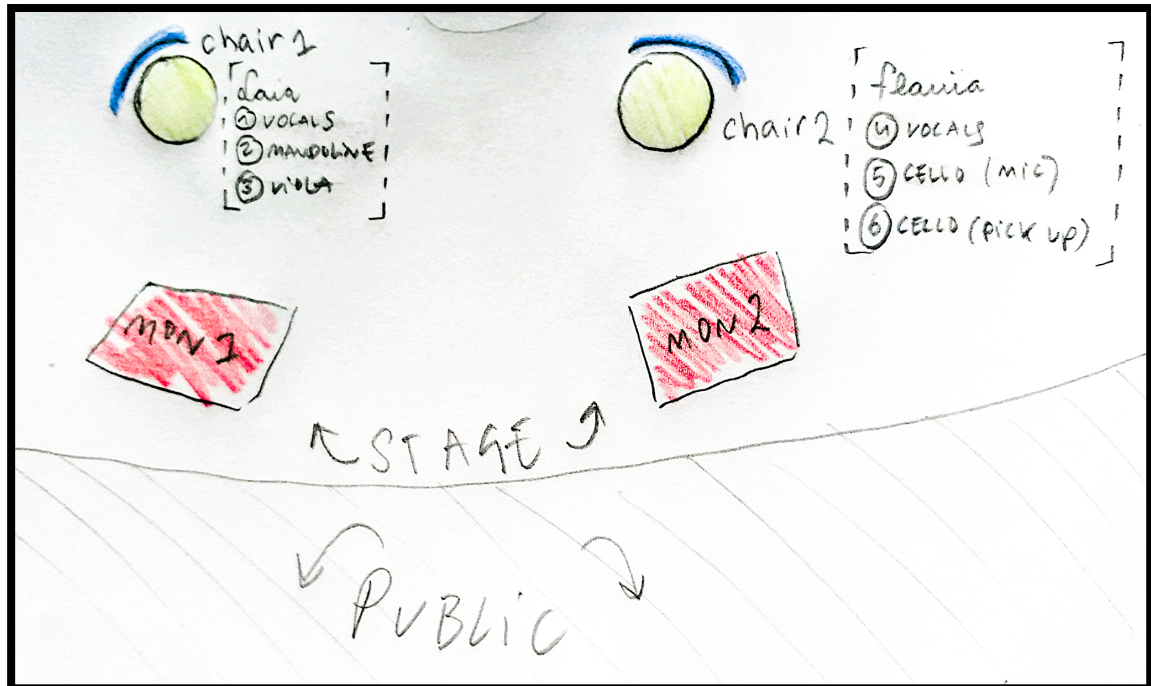 chair 1
Laia
① VOCALS
② MANDOLINE
③ VIOLA
chair 2
flavia
④ VOCALS
⑤ CELLO (MIC)
⑥ CELLO (PICK UP)
MON 1
MON 2
STAGE
PUBLIC